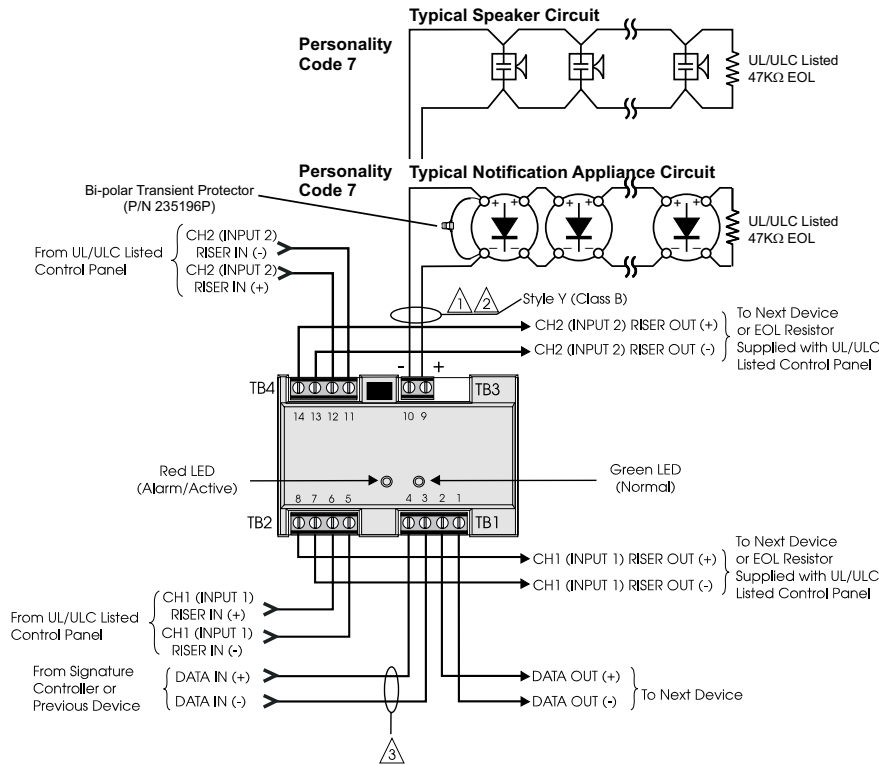 Typical Speaker Circuit
Personality
Code 7
UL/ULC Listed
47KΩ EOL
Personality
Code 7
Typical Notification Appliance Circuit
Bi-polar Transient Protector
(P/N 235196P)
+ +
+ +
+ +
– –
– –
– –
UL/ULC Listed
47KΩ EOL
From UL/ULC Listed
Control Panel
CH2 (INPUT 2)
RISER IN (-)
CH2 (INPUT 2)
RISER IN (+)
1
2
Style Y (Class B)
CH2 (INPUT 2) RISER OUT (+)
CH2 (INPUT 2) RISER OUT (-)
To Next Device
or EOL Resistor
Supplied with UL/ULC
Listed Control Panel
- +
TB4
TB3
14 13 12 11
10 9
Red LED
(Alarm/Active)
Green LED
(Normal)
8 7 6 5
4 3 2 1
TB2
TB1
CH1 (INPUT 1) RISER OUT (+)
CH1 (INPUT 1) RISER OUT (-)
To Next Device
or EOL Resistor
Supplied with UL/ULC
Listed Control Panel
From UL/ULC Listed
Control Panel
CH1 (INPUT 1)
RISER IN (+)
CH1 (INPUT 1)
RISER IN (-)
From Signature
Controller or
Previous Device
DATA IN (+)
DATA IN (-)
DATA OUT (+)
DATA OUT (-)
To Next Device
3